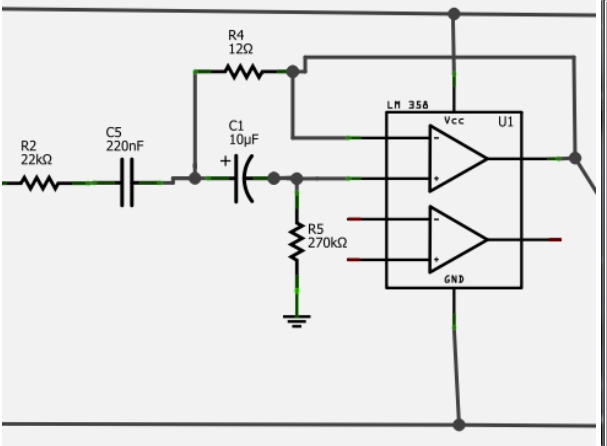 R4
12Ω
LM 358
Vcc
U1
R2
22kΩ
C5
220nF
C1
10µF
+
-
+
R5
270kΩ
-
+
GND